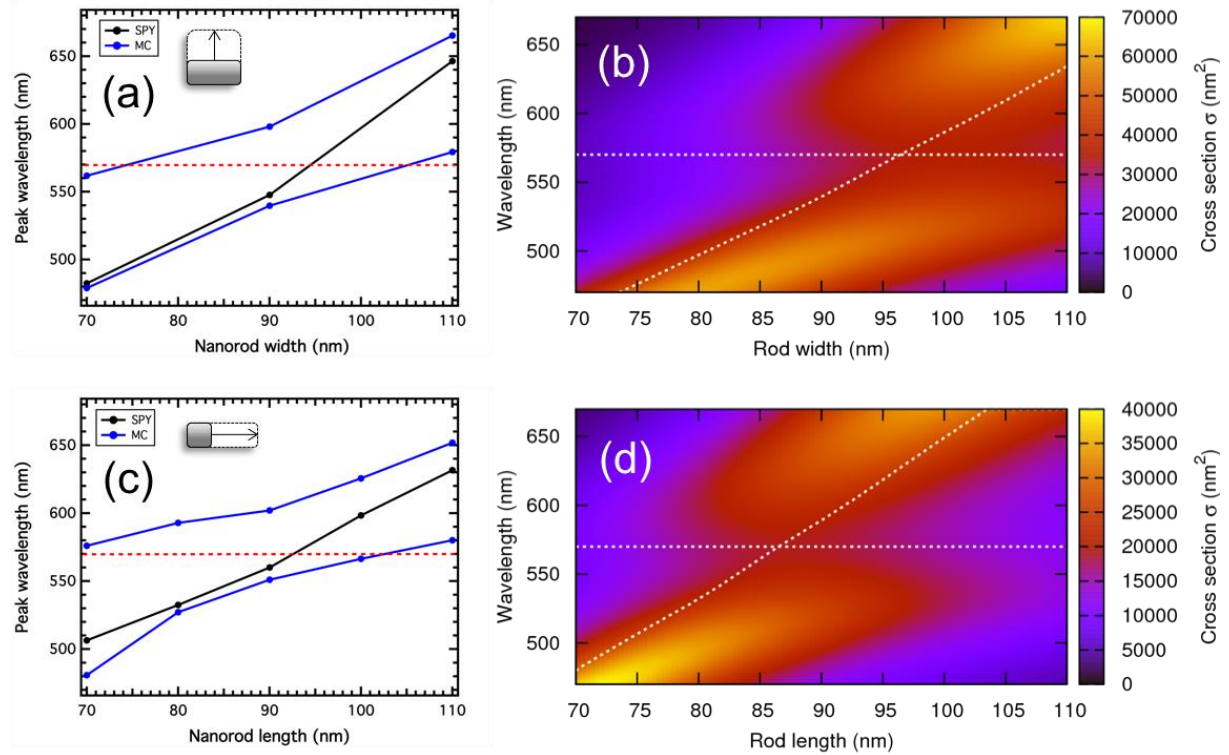 SPY
MC
(a)
Peak wavelength (nm)
650
600
550
500
70 80 90 100 110
Nanorod width (nm)
(b)
Wavelength (nm)
650
600
550
500
70 75 80 85 90 95 100 105 110
Rod width (nm)
70000
60000
50000
40000
30000
20000
10000
0
Cross section σ (nm²)
SPY
MC
(c)
Peak wavelength (nm)
650
600
550
500
70 80 90 100 110
Nanorod length (nm)
(d)
Wavelength (nm)
650
600
550
500
70 75 80 85 90 95 100 105 110
Rod length (nm)
40000
35000
30000
25000
20000
15000
10000
5000
0
Cross section σ (nm²)